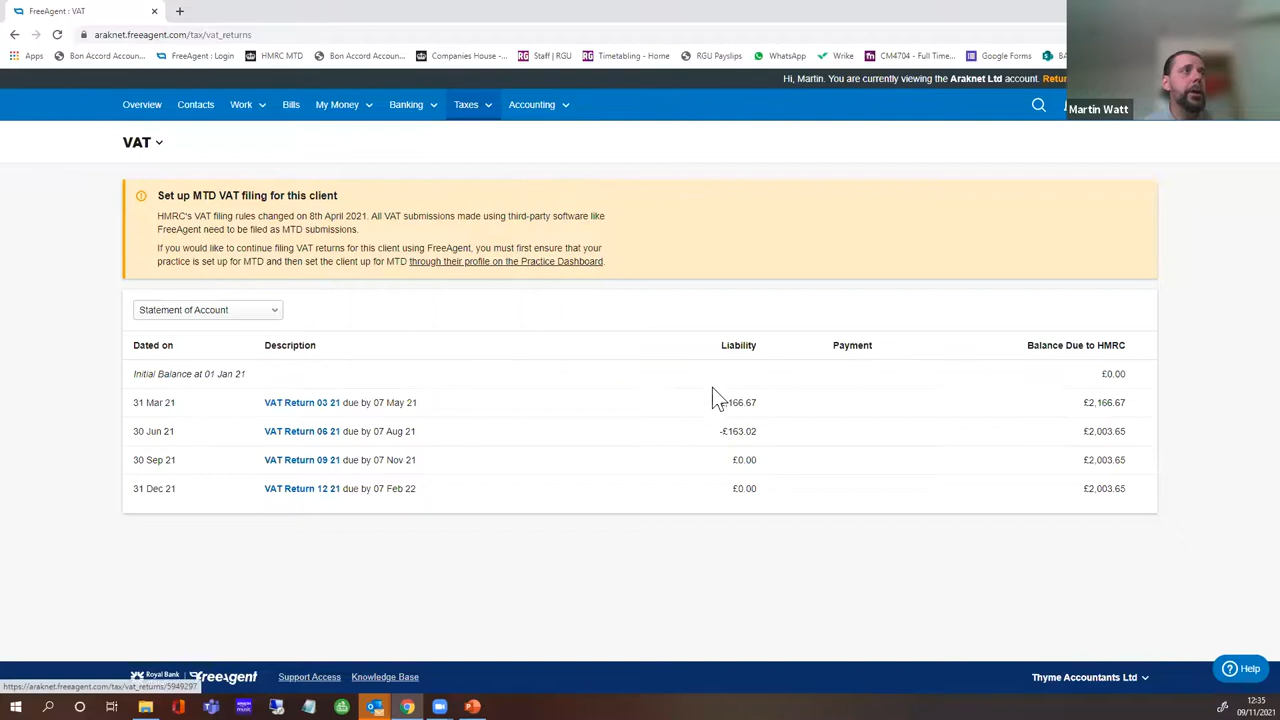 FreeAgent : VAT
araknet.freeagent.com/tax/vat_returns
Apps
Bon Accord Accoun...
FreeAgent : Login
HMRC MTD
Bon Accord Accoun...
Companies House -...
Staff | RGU
Timetabling - Home
RGU Payslips
WhatsApp
Wrike
CM4704 - Full Time...
Google Forms
Hi, Martin. You are currently viewing the Araknet Ltd account.
Overview
Contacts
Work
Bills
My Money
Banking
Taxes
Accounting
Martin Watt
VAT
Set up MTD VAT filing for this client
HMRC's VAT filing rules changed on 8th April 2021. All VAT submissions made using third-party software like
FreeAgent need to be filed as MTD submissions.
If you would like to continue filing VAT returns for this client using FreeAgent, you must first ensure that your
practice is set up for MTD and then set the client up for MTD through their profile on the Practice Dashboard.
Statement of Account
Dated on Description Liability Payment Balance Due to HMRC
Initial Balance at 01 Jan 21 £0.00
31 Mar 21 VAT Return 03 21 due by 07 May 21 166.67 £2,166.67
30 Jun 21 VAT Return 06 21 due by 07 Aug 21 -£163.02 £2,003.65
30 Sep 21 VAT Return 09 21 due by 07 Nov 21 £0.00 £2,003.65
31 Dec 21 VAT Return 12 21 due by 07 Feb 22 £0.00 £2,003.65
Royal Bank
freeagent
Support Access
Knowledge Base
Thyme Accountants Ltd
Help
https://araknet.freeagent.com/tax/vat_returns/5949297
12:35
09/11/2021